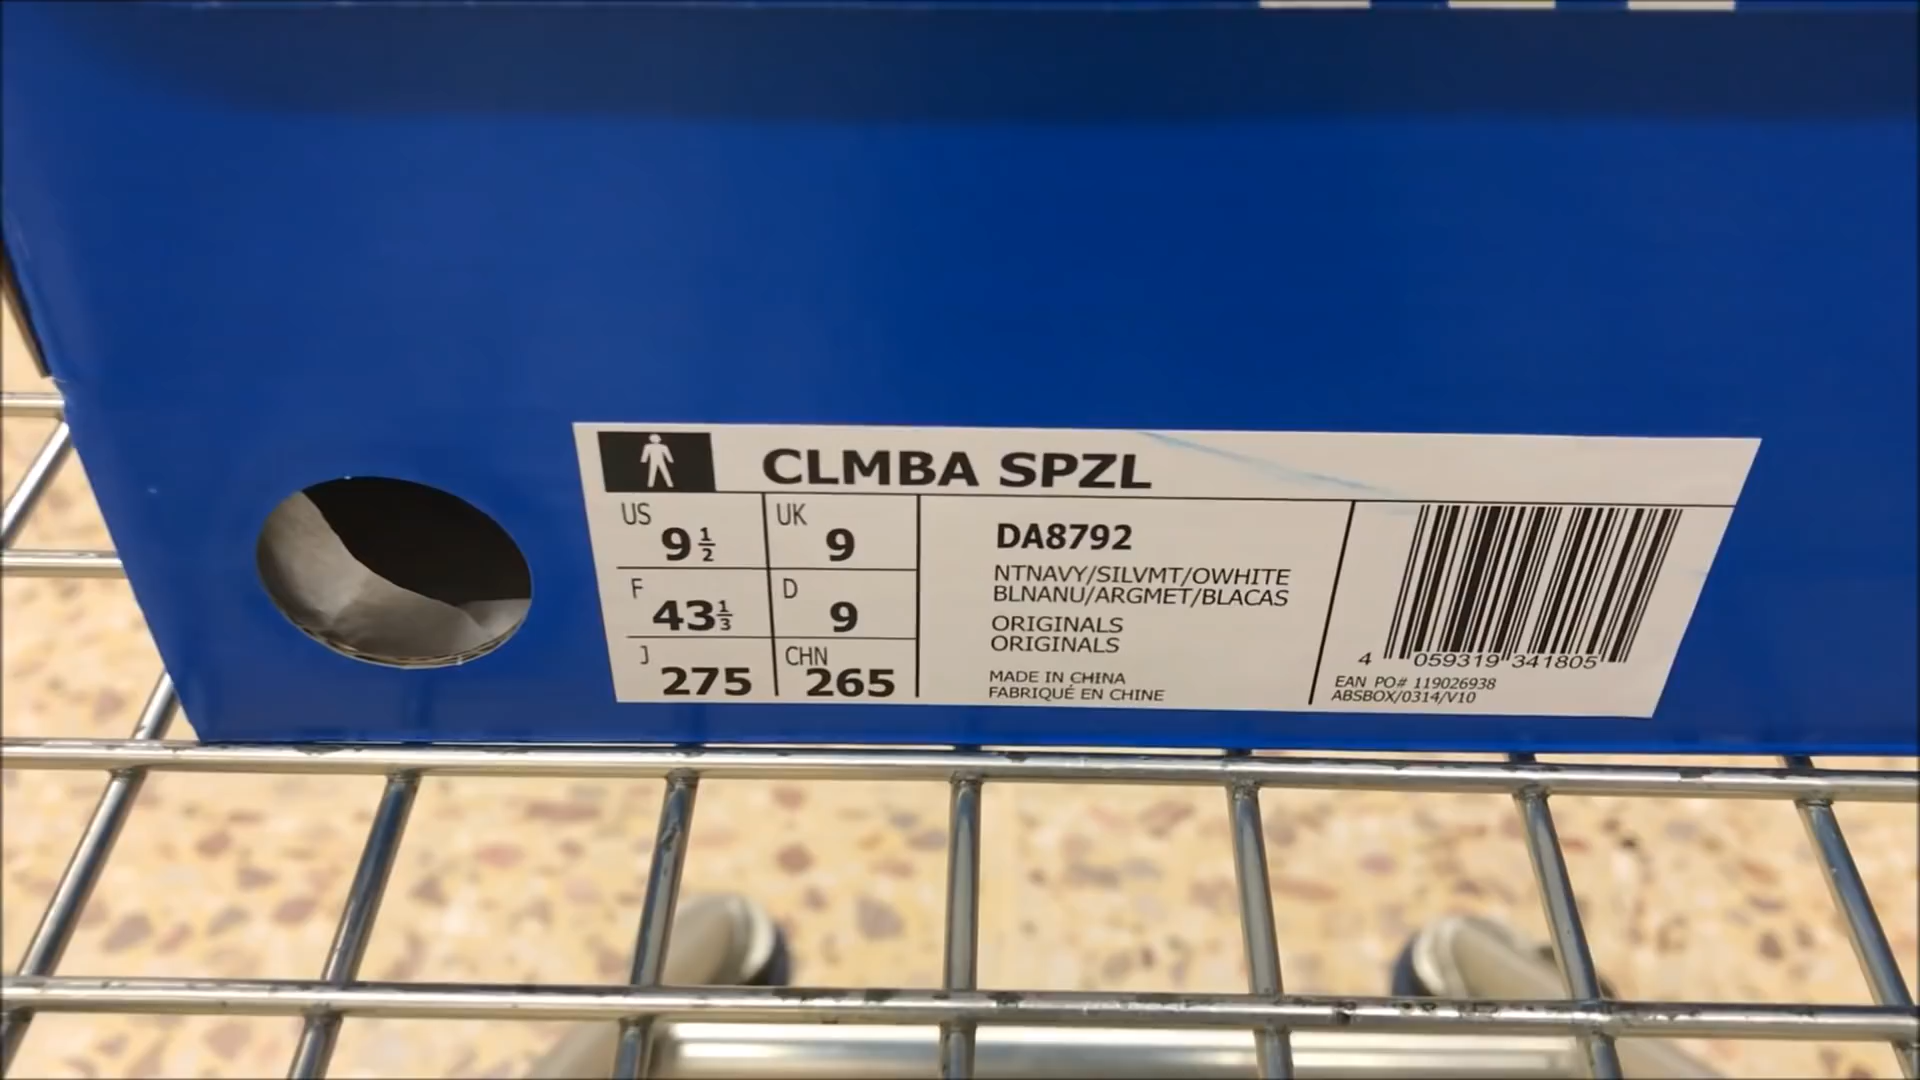 CLMBA SPZL
US 9 1/2 UK 9
F 43 1/3 D 9
J 275 CHN 265
DA8792
NTNAVY/SILVMT/OWHITE
BLNANU/ARGMET/BLACAS
ORIGINALS
ORIGINALS
MADE IN CHINA
FABRIQUÉ EN CHINE
4 059319 341805
EAN PO# 119026938
ABSBOX/0314/V10